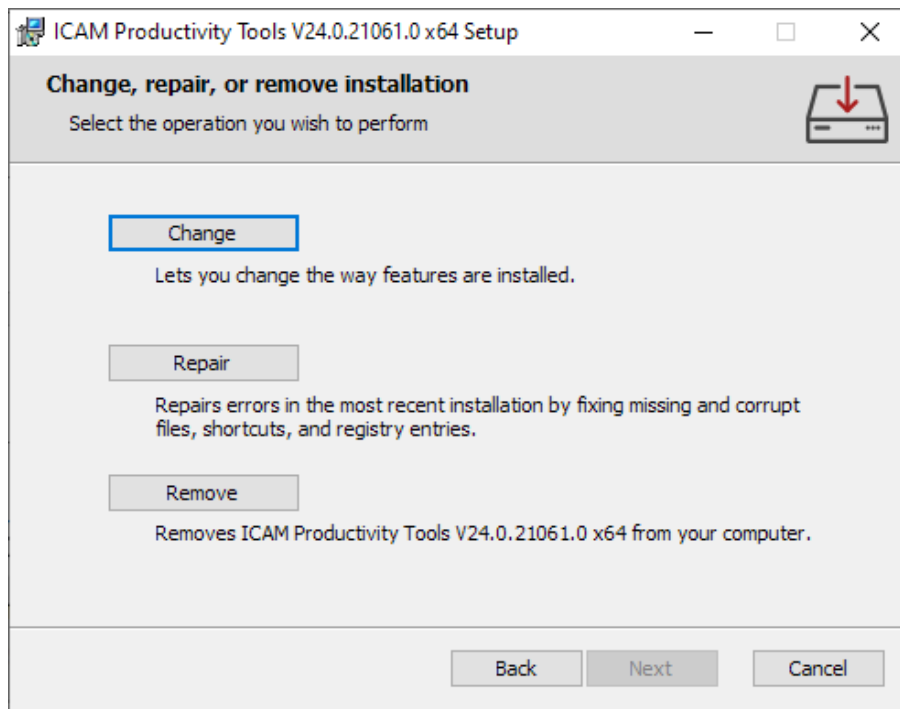 ICAM Productivity Tools V24.0.21061.0 x64 Setup
Change, repair, or remove installation
Select the operation you wish to perform
Change
Lets you change the way features are installed.
Repair
Repairs errors in the most recent installation by fixing missing and corrupt
files, shortcuts, and registry entries.
Remove
Removes ICAM Productivity Tools V24.0.21061.0 x64 from your computer.
Back Next Cancel